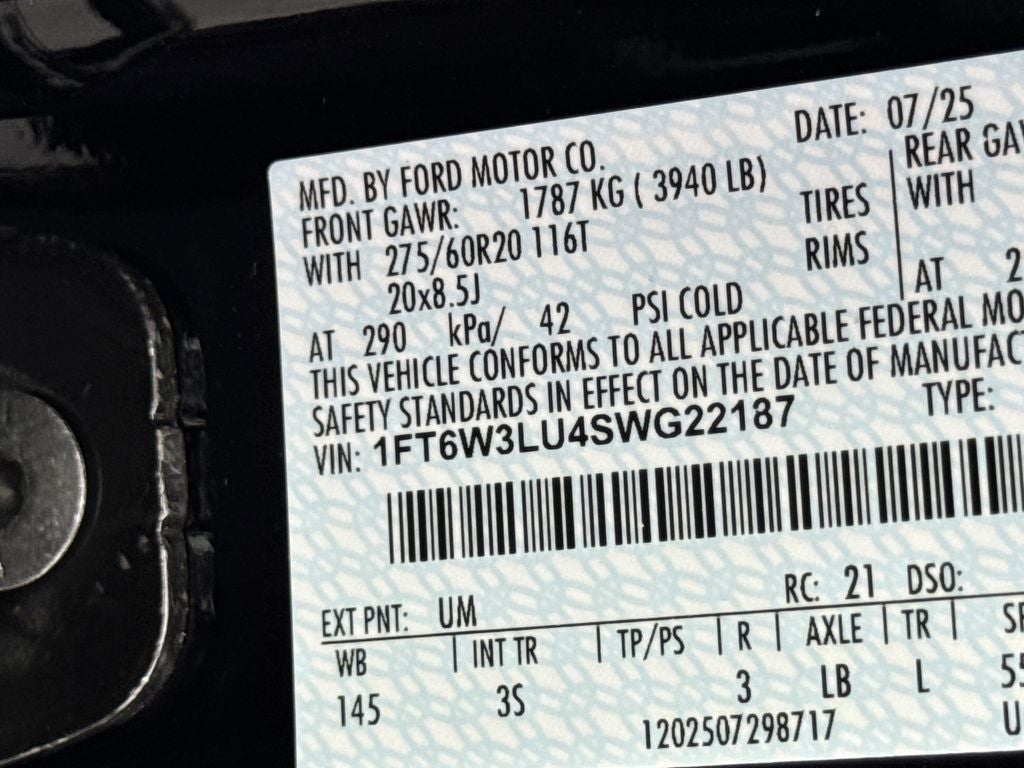 DATE: 07/25
MFD. BY FORD MOTOR CO.
FRONT GAWR: 1787 KG ( 3940 LB) REAR
WITH 275/60R20 116T TIRES WITH
20x8.5J RIMS
AT 290 kPa/ 42 PSI COLD AT
THIS VEHICLE CONFORMS TO ALL APPLICABLE FEDERAL
SAFETY STANDARDS IN EFFECT ON THE DATE OF
VIN: 1FT6W3LU4SWG22187 TYPE:
EXT PNT: UM RC: 21 DSO:
WB INT TR TP/PS R AXLE TR
145 3S 3 LB L
1202507298717